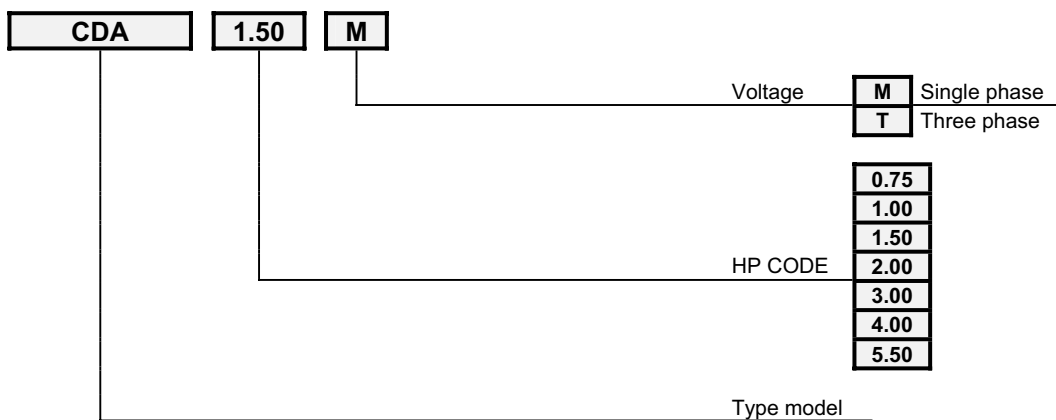 CDA 1.50 M
Voltage M Single phase
T Three phase
0.75
1.00
1.50
HP CODE 2.00
3.00
4.00
5.50
Type model